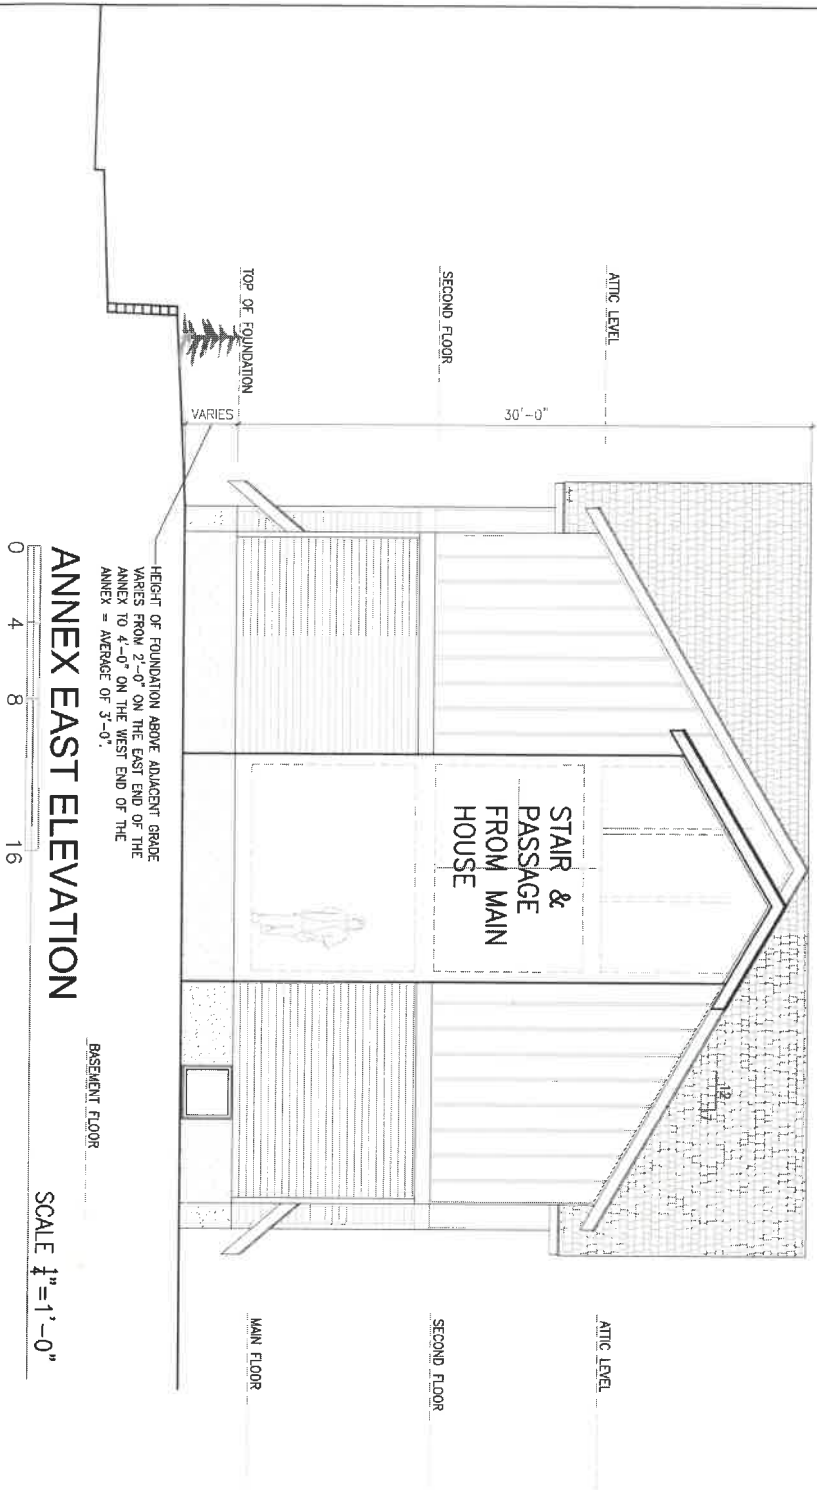 ATTIC LEVEL
SECOND FLOOR
TOP OF FOUNDATION
30'-0"
VARIES
STAIR &
PASSAGE
FROM MAIN
HOUSE
12
7
ATTIC LEVEL
SECOND FLOOR
MAIN FLOOR
HEIGHT OF FOUNDATION ABOVE ADJACENT GRADE
VARIES FROM 2'-0" ON THE EAST END OF THE
ANNEX TO 4'-0" ON THE WEST END OF THE
ANNEX = AVERAGE OF 3'-0".
BASEMENT FLOOR
ANNEX EAST ELEVATION
SCALE 1/4"=1'-0"
0 4 8 16